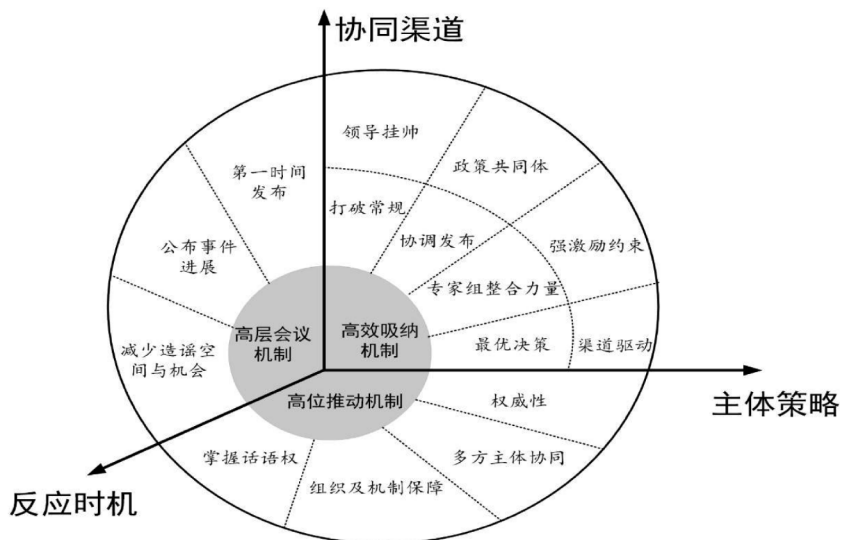 协同渠道
领导挂帅
政策共同体
第一时间
发布
打破常规
协调发布
强激励约束
公布事件
进展
专家组整合力量
高层会议
机制
高效吸纳
机制
减少造谣空
间与机会
最优决策
渠道驱动
高位推动机制
权威性
主体策略
掌握话语权
多方主体协同
组织及机制保障
反应时机